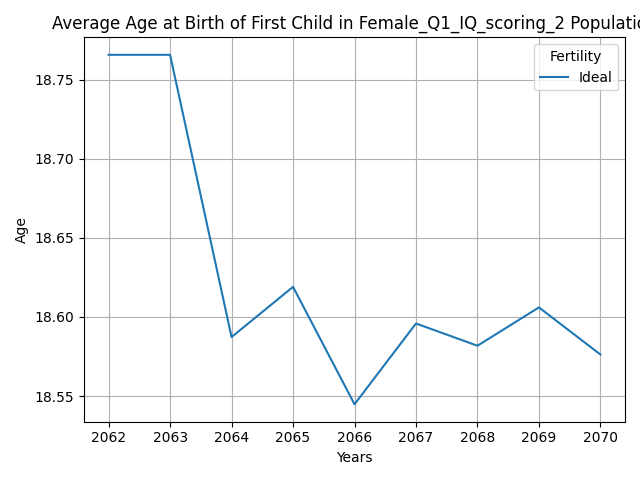 Average Age at Birth of First Child in Female_Q1_IQ_scoring_2 Populatio
Fertility
Ideal
Age
18.75
18.70
18.65
18.60
18.55
2062 2063 2064 2065 2066 2067 2068 2069 2070
Years